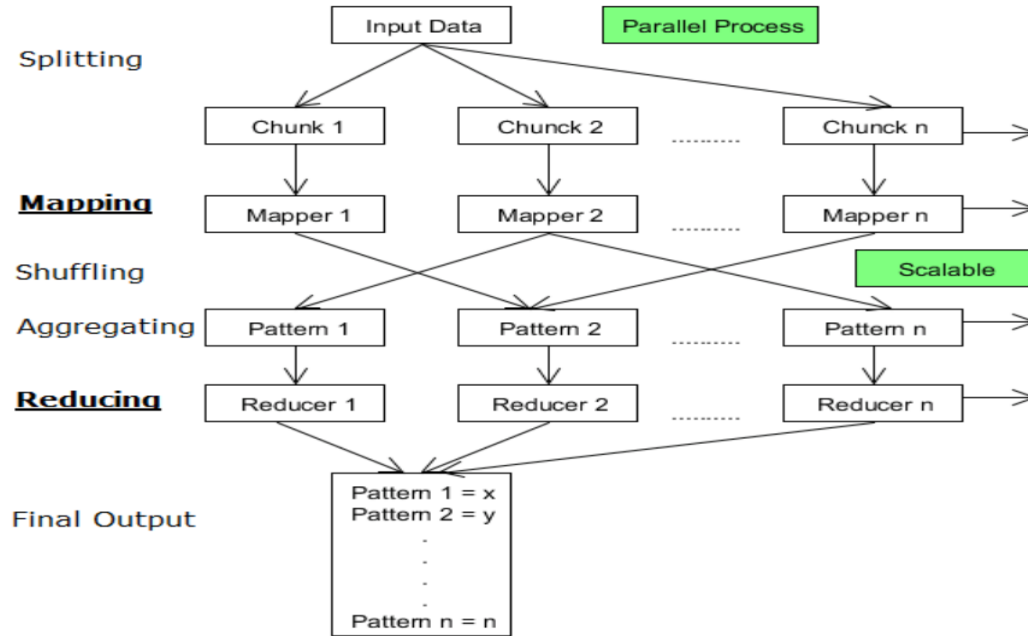 Input Data
Parallel Process
Splitting
Chunk 1
Chunck 2
.........
Chunck n
Mapping
Mapper 1
Mapper 2
.........
Mapper n
Shuffling
Scalable
Aggregating
Pattern 1
Pattern 2
.........
Pattern n
Reducing
Reducer 1
Reducer 2
.........
Reducer n
Final Output
Pattern 1 = x
Pattern 2 = y
.
.
.
.
Pattern n = n